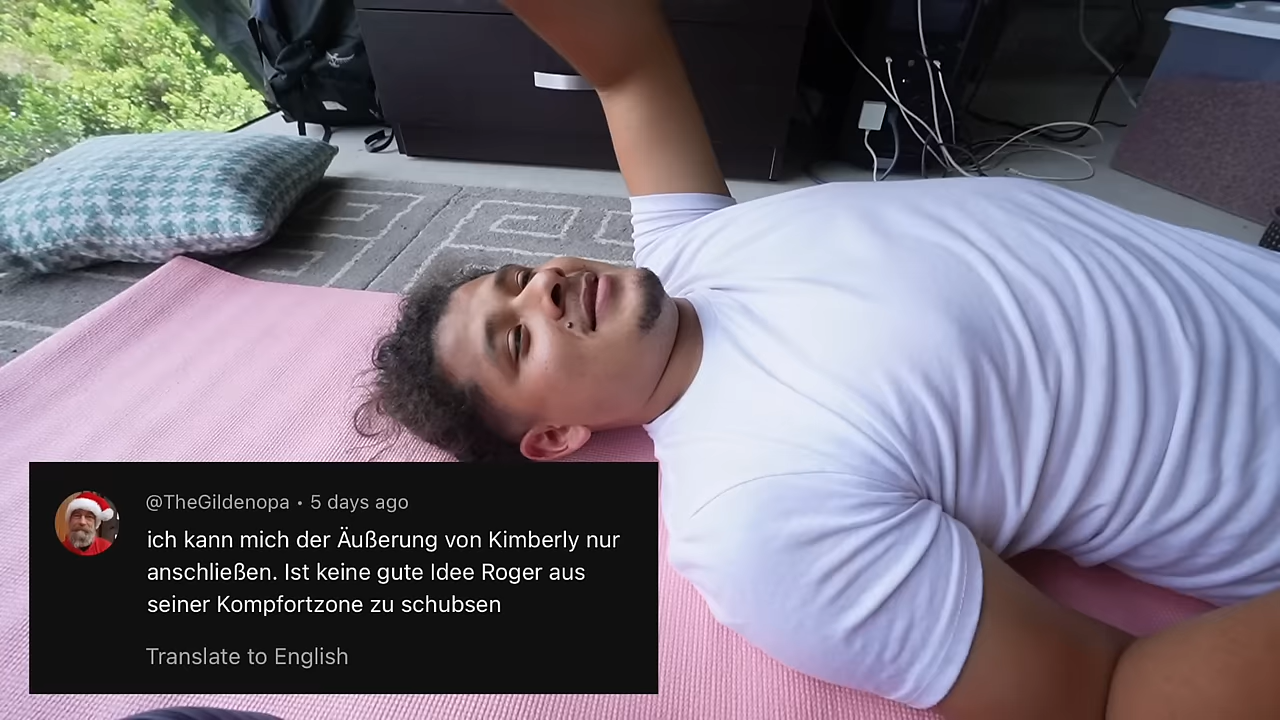 @TheGildenopa • 5 days ago
ich kann mich der Äußerung von Kimberly nur
anschließen. Ist keine gute Idee Roger aus
seiner Kompfortzone zu schubsen
Translate to English